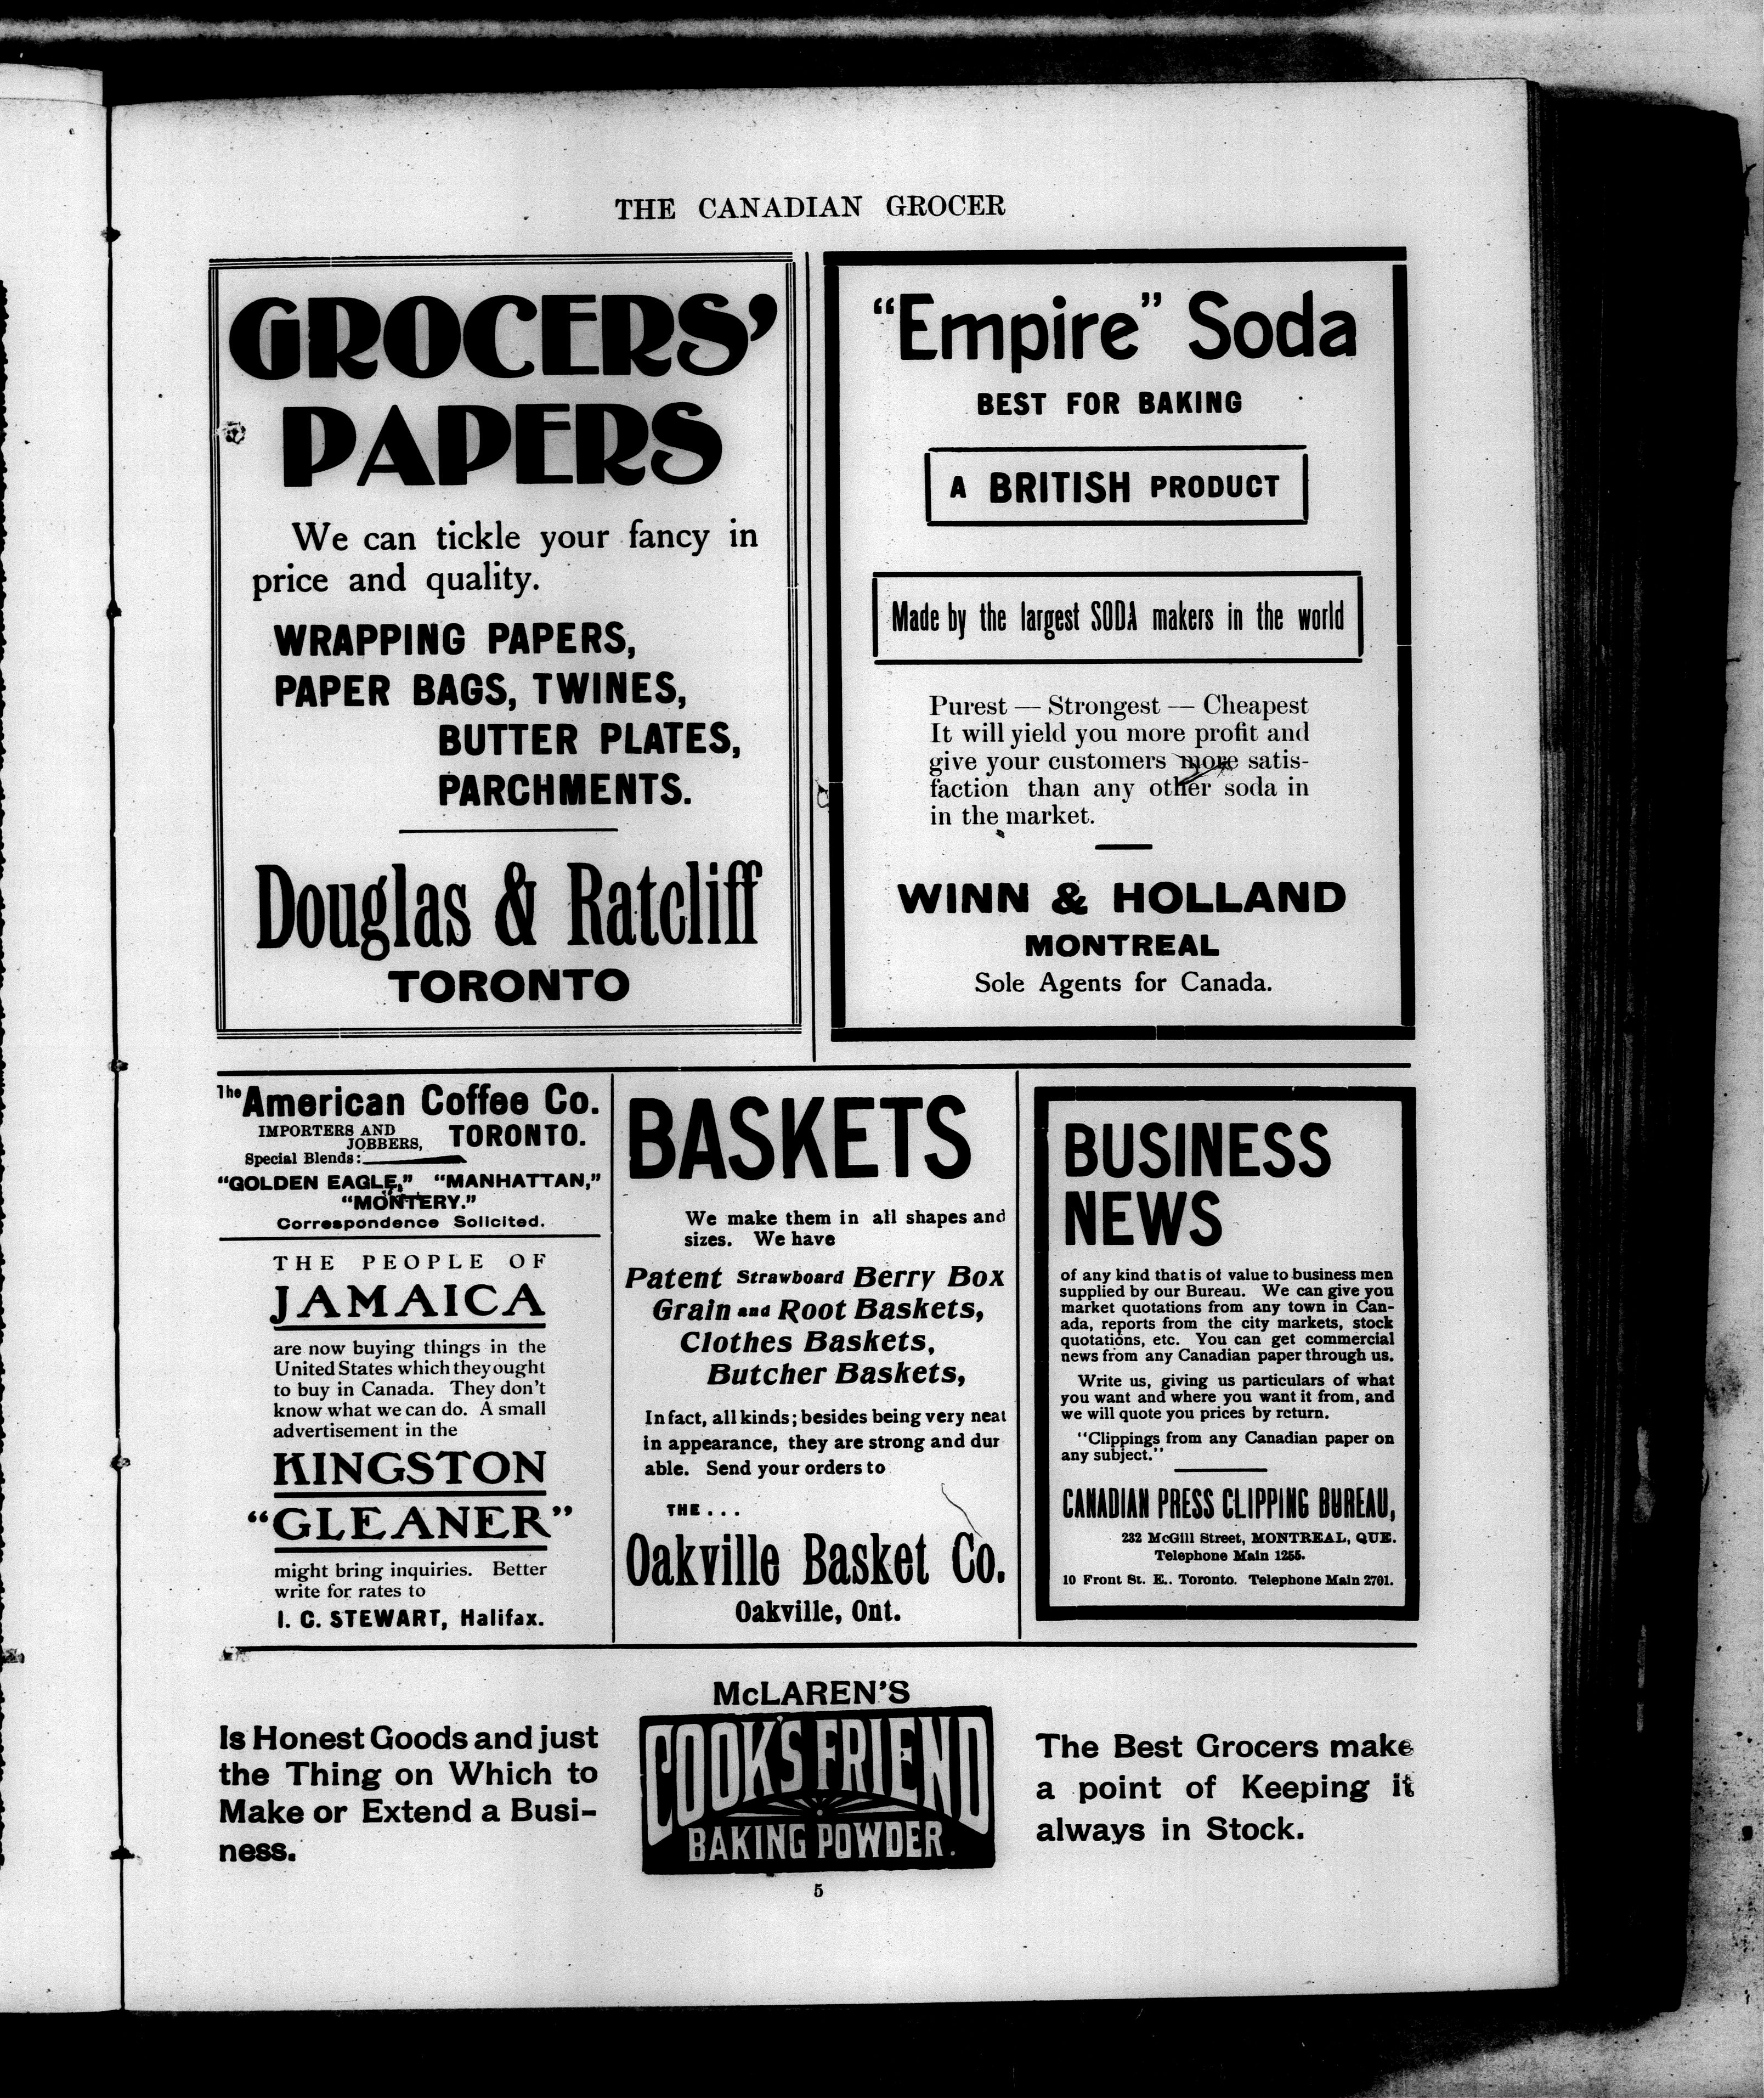 THE CANADIAN GROCER
GROCERS'
PAPERS
We can tickle your fancy in
price and quality.
WRAPPING PAPERS,
PAPER BAGS, TWINES,
BUTTER PLATES,
PARCHMENTS.
Douglas & Ratcliff
TORONTO
“Empire” Soda
BEST FOR BAKING
A BRITISH PRODUCT
Made by the largest SODA makers in the world
Purest — Strongest — Cheapest
It will yield you more profit and
give your customers more satis-
faction than any other soda in
in the market.
WINN & HOLLAND
MONTREAL
Sole Agents for Canada.
The American Coffee Co.
IMPORTERS AND
JOBBERS, TORONTO.
Special Blends:
“GOLDEN EAGLE,” “MANHATTAN,”
“MONTERY.”
Correspondence Solicited.
THE PEOPLE OF
JAMAICA
are now buying things in the
United States which they ought
to buy in Canada. They don't
know what we can do. A small
advertisement in the
KINGSTON
“GLEANER”
might bring inquiries. Better
write for rates to
I. C. STEWART, Halifax.
BASKETS
We make them in all shapes and
sizes. We have
Patent Strawboard Berry Box
Grain and Root Baskets,
Clothes Baskets,
Butcher Baskets,
In fact, all kinds; besides being very neat
in appearance, they are strong and dur
able. Send your orders to
THE...
Oakville Basket Co.
Oakville, Ont.
BUSINESS
NEWS
of any kind that is of value to business men
supplied by our Bureau. We can give you
market quotations from any town in Can-
ada, reports from the city markets, stock
quotations, etc. You can get commercial
news from any Canadian paper through us.
Write us, giving us particulars of what
you want and where you want it from, and
we will quote you prices by return.
“Clippings from any Canadian paper on
any subject.”
CANADIAN PRESS CLIPPING BUREAU,
232 McGill Street, MONTREAL, QUE.
Telephone Main 1255.
10 Front St. E.. Toronto. Telephone Main 2701.
Is Honest Goods and just
the Thing on Which to
Make or Extend a Busi-
ness.
McLAREN'S
COOK'S FRIEND
BAKING POWDER.
The Best Grocers make
a point of Keeping it
always in Stock.
5